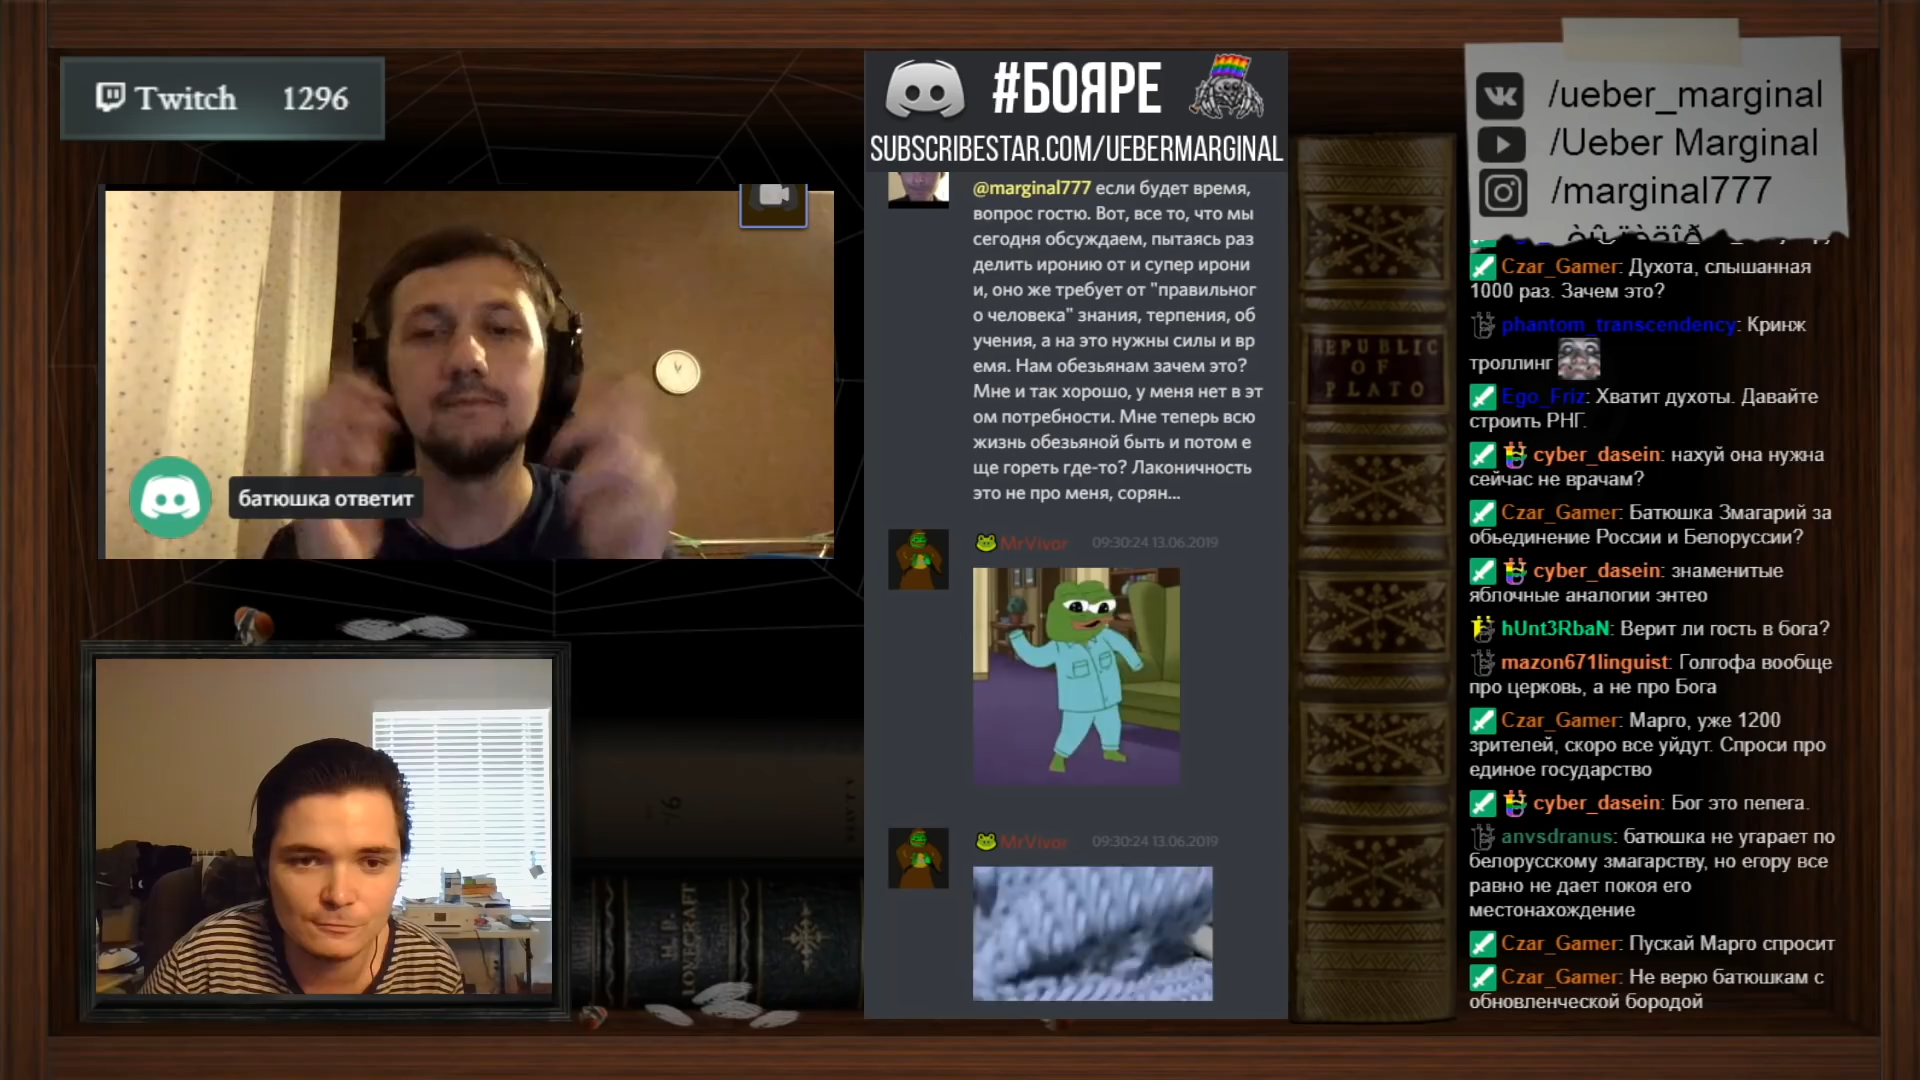 Twitch 1296
батюшка ответит
H. P.
LOVECRAFT
#БОЯРЕ
SUBSCRIBESTAR.COM/UEBERMARGINAL
@marginal777 если будет время,
вопрос гостю. Вот, все то, что мы
сегодня обсуждаем, пытаясь раз
делить иронию от и супер ирони
и, оно же требует от "правильног
о человека" знания, терпения, об
учения, а на это нужны силы и вр
емя. Нам обезьянам зачем это?
Мне и так хорошо, у меня нет в эт
ом потребности. Мне теперь всю
жизнь обезьяной быть и потом е
ще гореть где-то? Лаконичность
это не про меня, сорян...
MrVivor 09:30:24 13.06.2019
MrVivor 09:30:24 13.06.2019
REPUBLIC
OF
PLATO
/ueber_marginal
/Ueber Marginal
/marginal777
Czar_Gamer: Духота, слышанная
1000 раз. Зачем это?
phantom_transcendency: Кринж
троллинг
Ego_Friz: Хватит духоты. Давайте
строить РНГ.
cyber_dasein: нахуй она нужна
сейчас не врачам?
Czar_Gamer: Батюшка Змагарий за
обьединение России и Белоруссии?
cyber_dasein: знаменитые
яблочные аналогии энтео
hUnt3RbaN: Верит ли гость в бога?
mazon671linguist: Голгофа вообще
про церковь, а не про Бога
Czar_Gamer: Марго, уже 1200
зрителей, скоро все уйдут. Спроси про
единое государство
cyber_dasein: Бог это пепега.
anvsdranus: батюшка не угарает по
белорусскому змагарству, но егору все
равно не дает покоя его
местонахождение
Czar_Gamer: Пускай Марго спросит
Czar_Gamer: Не верю батюшкам с
обновленческой бородой